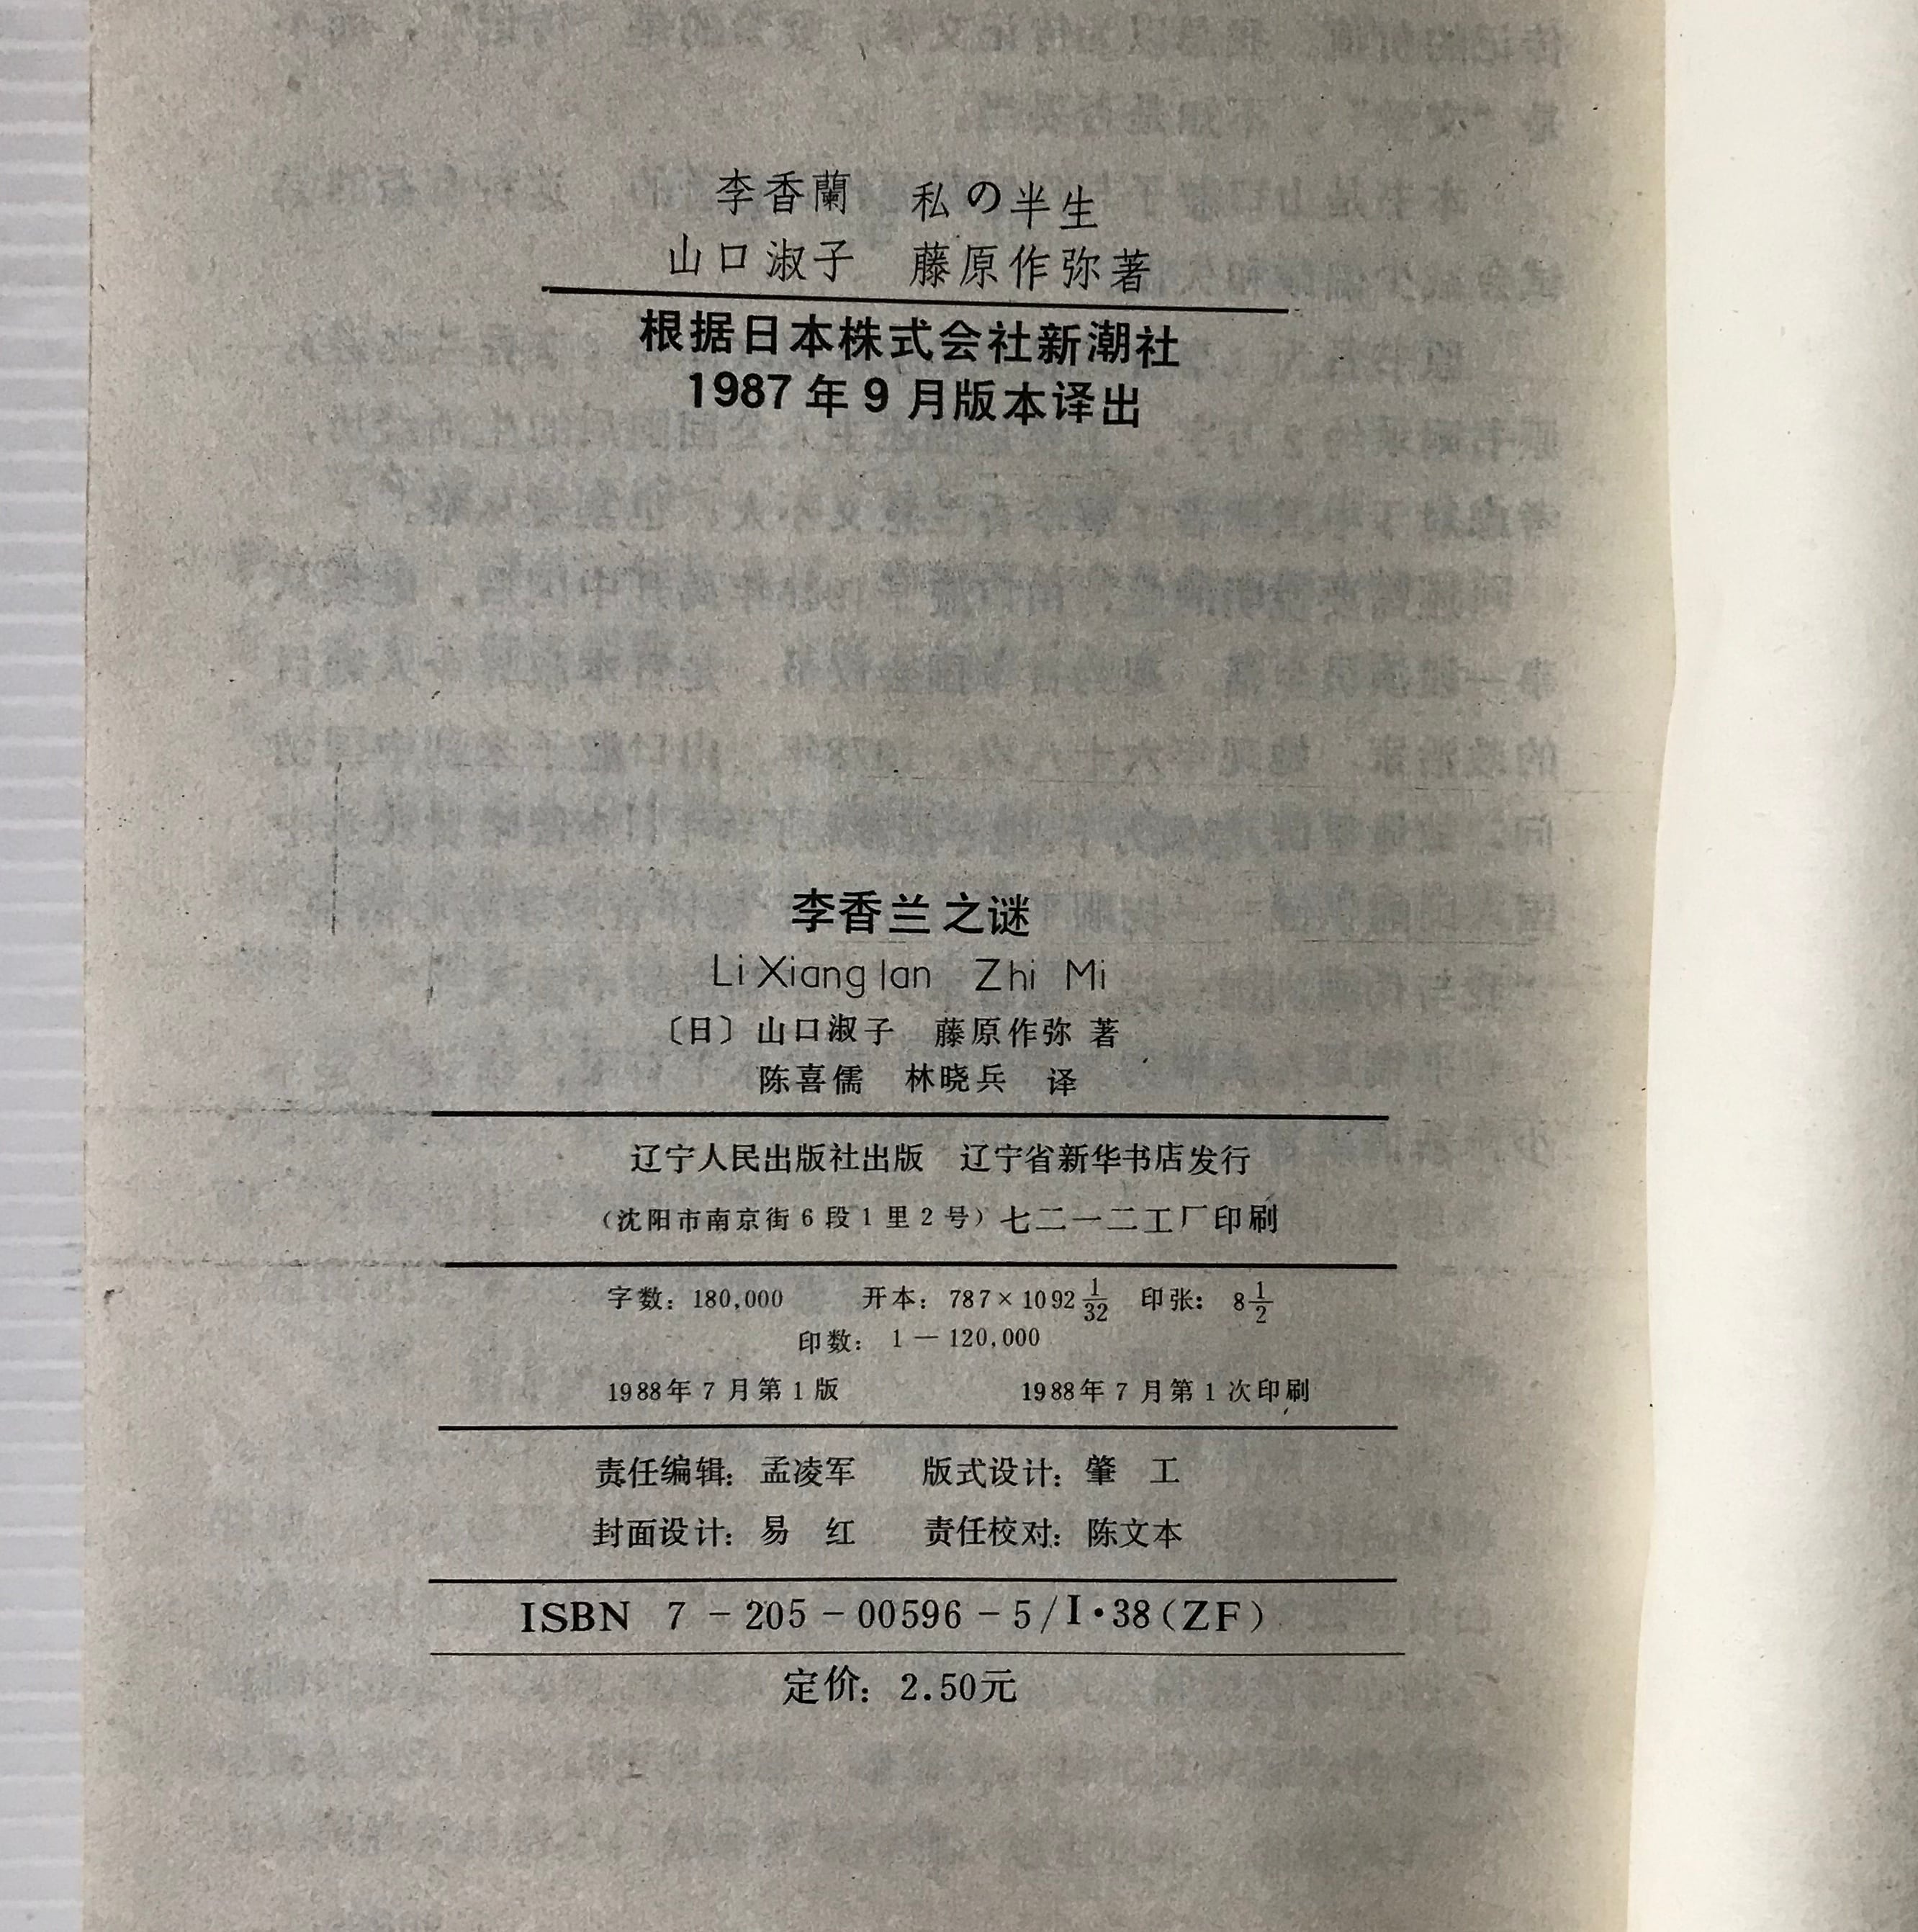 李香蘭　私の半生
山口淑子　藤原作弥著
根据日本株式会社新潮社
1987年9月版本译出
李香兰之谜
Li Xiang lan　Zhi　Mi
〔日〕山口淑子　藤原作弥 著
陈喜儒　林晓兵　译
辽宁人民出版社出版　辽宁省新华书店发行
（沈阳市南京街6段1里2号）七二一二工厂印刷
字数：180,000　开本：787×1092 1/32　印张：8 1/2
印数：1—120,000
1988年7月第1版　1988年7月第1次印刷
责任编辑：孟凌军　版式设计：肇　工
封面设计：易　红　责任校对：陈文本
ISBN 7-205-00596-5/I·38(ZF)
定价：2.50元